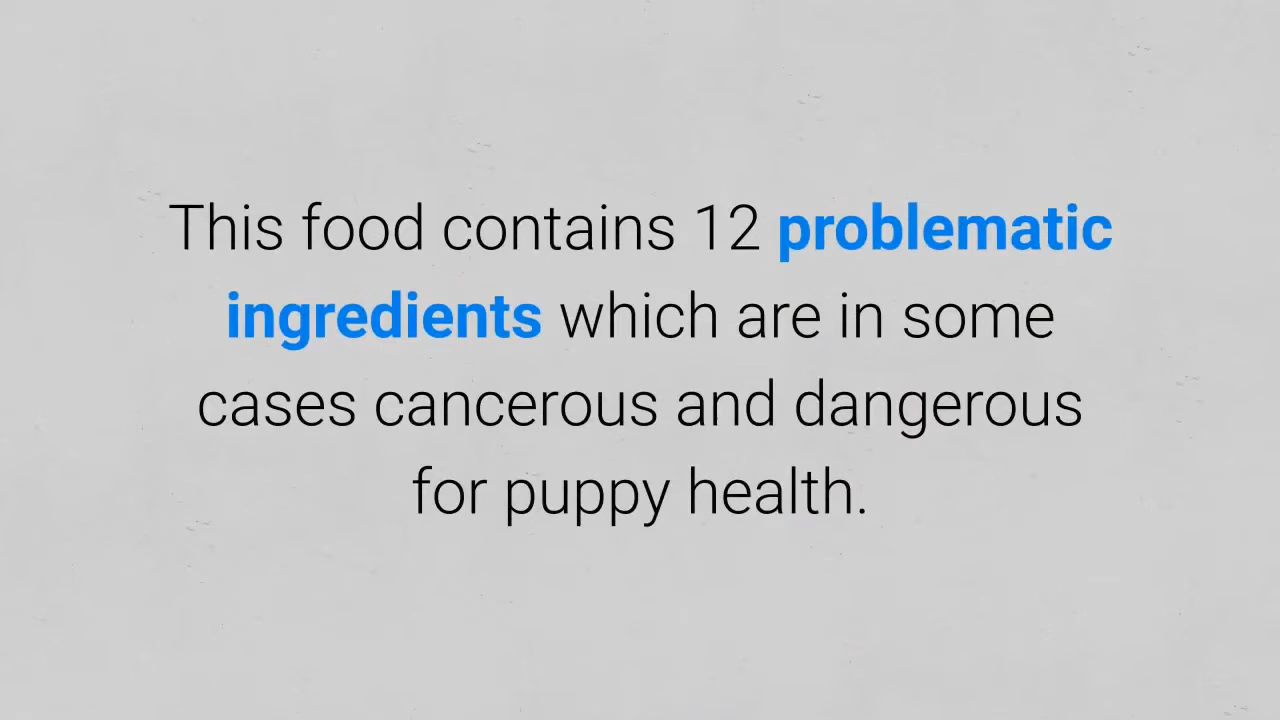 This food contains 12 problematic
ingredients which are in some
cases cancerous and dangerous
for puppy health.